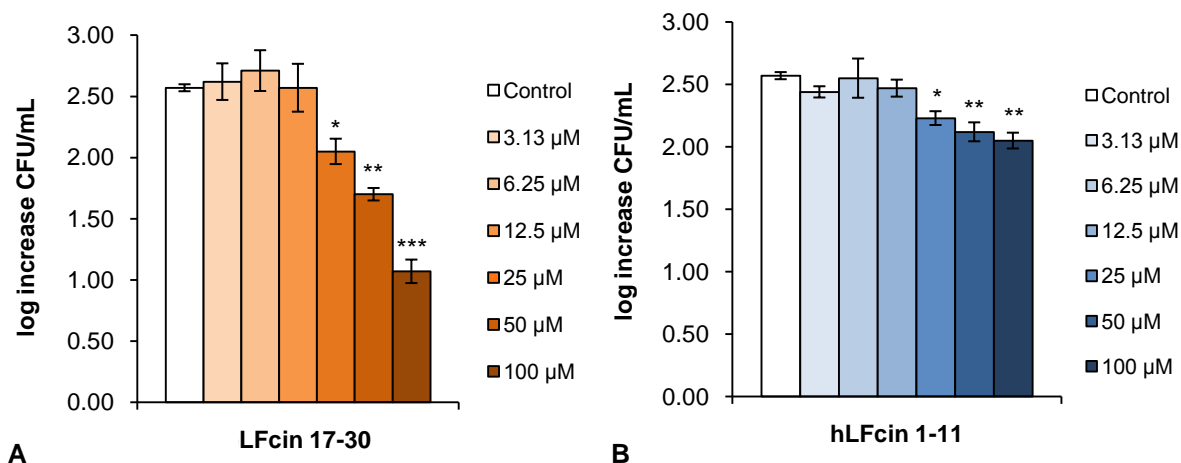 log increase CFU/mL
3.00
2.50
2.00
1.50
1.00
0.50
0.00
*
**
***
LFcin 17-30
Control
3.13 µM
6.25 µM
12.5 µM
25 µM
50 µM
100 µM
A
log increase CFU/mL
3.00
2.50
2.00
1.50
1.00
0.50
0.00
*
**
**
hLFcin 1-11
Control
3.13 µM
6.25 µM
12.5 µM
25 µM
50 µM
100 µM
B